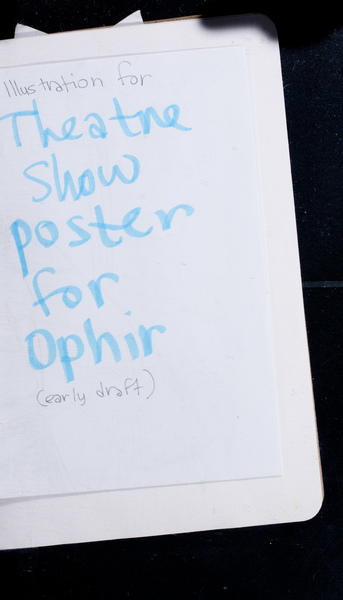 Illustration for
Theatre
Show
poster
for
Ophir
(early draft)